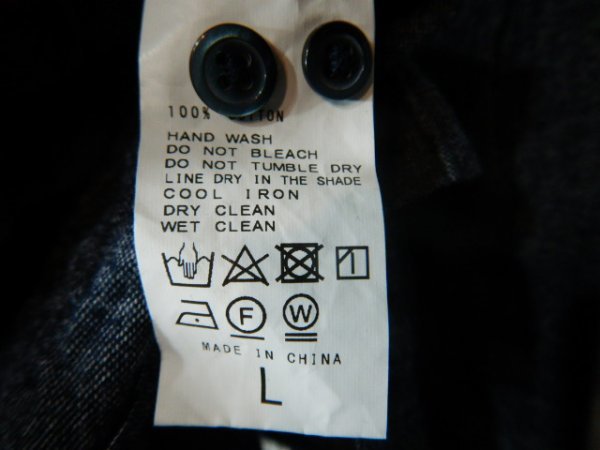 100% COTTON
HAND WASH
DO NOT BLEACH
DO NOT TUMBLE DRY
LINE DRY IN THE SHADE
COOL IRON
DRY CLEAN
WET CLEAN
F W
MADE IN CHINA
L